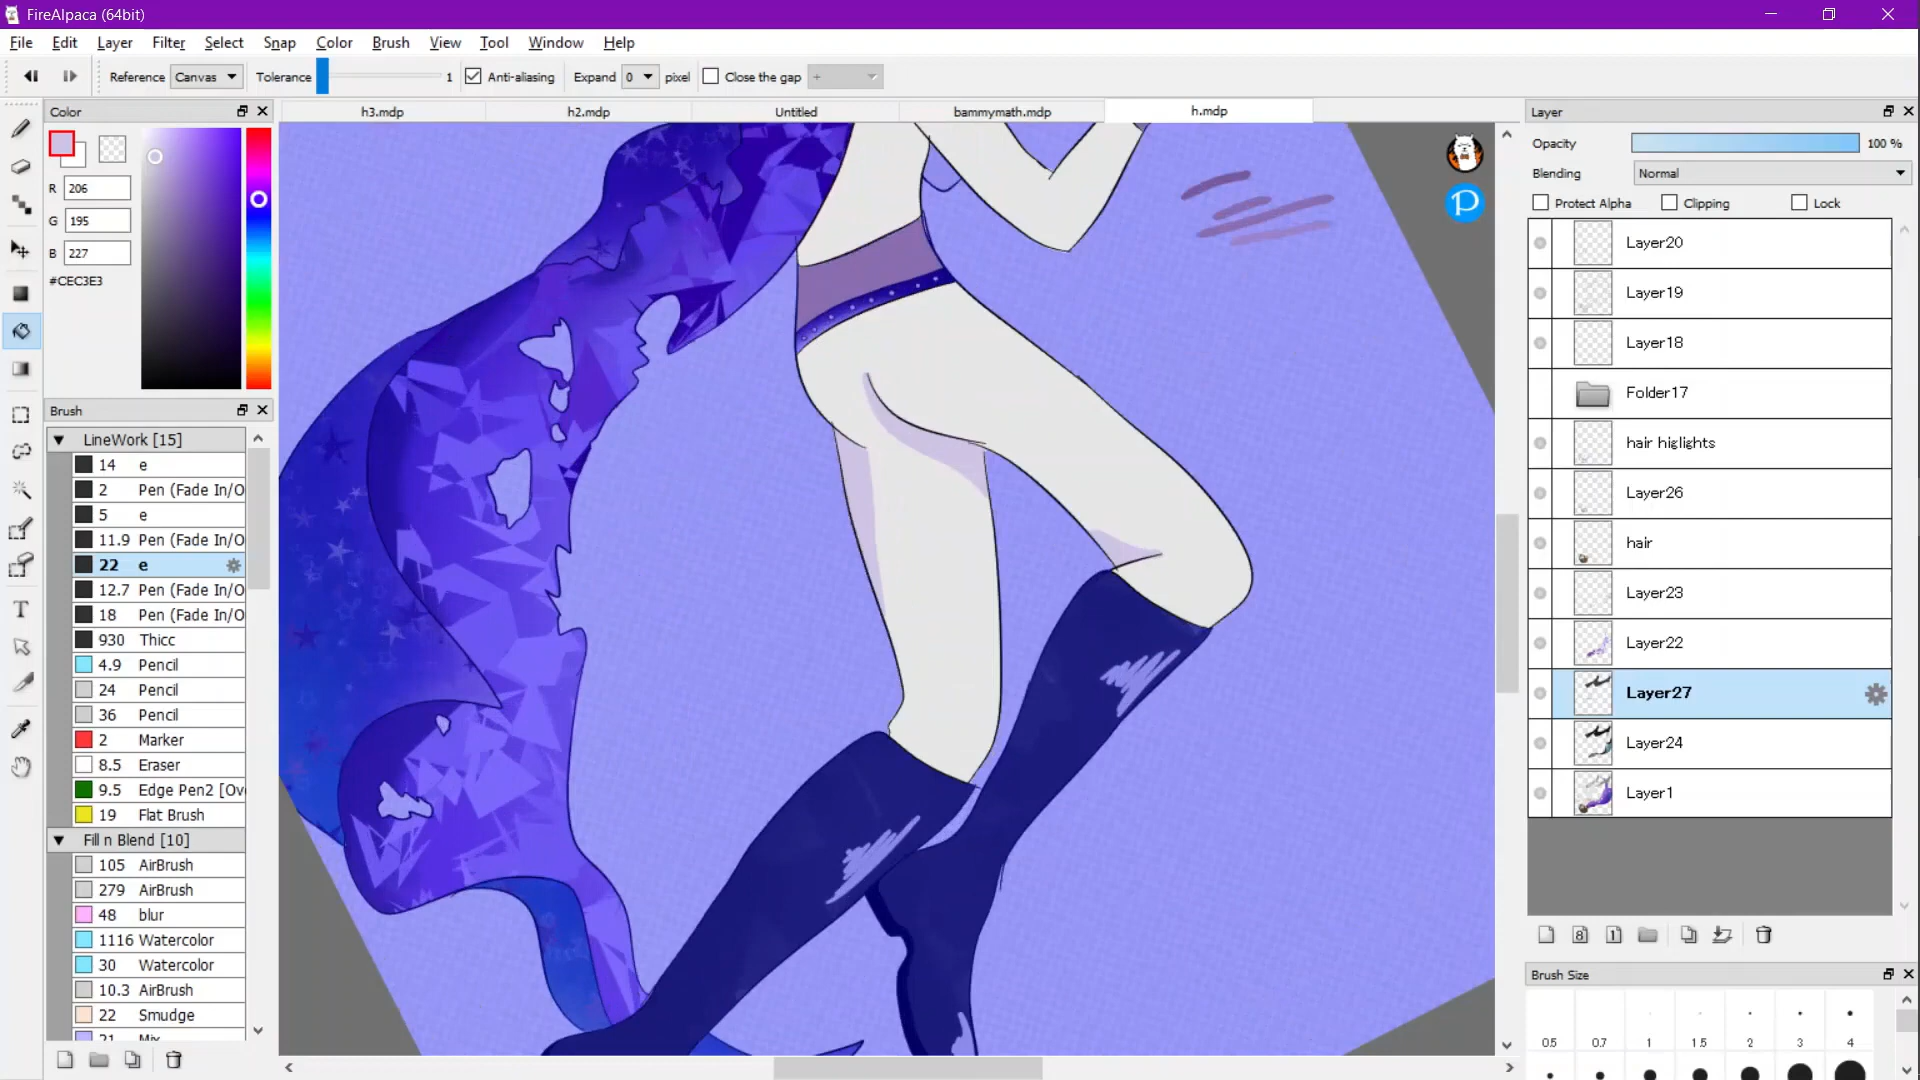 FireAlpaca (64bit)
File Edit Layer Filter Select Snap Color Brush View Tool Window Help
Reference Canvas Tolerance 1 Anti-aliasing Expand 0 pixel Close the gap +
Color
h3.mdp h2.mdp Untitled bammymath.mdp h.mdp
Layer
R 206
G 195
B 227
#CEC3E3
Opacity 100 %
Blending Normal
Protect Alpha Clipping Lock
Layer20
Layer19
Layer18
Folder17
hair higlights
Layer26
hair
Layer23
Layer22
Layer27
Layer24
Layer1
Brush
LineWork [15]
14 e
2 Pen (Fade In/O
5 e
11.9 Pen (Fade In/O
22 e
12.7 Pen (Fade In/O
18 Pen (Fade In/O
930 Thicc
4.9 Pencil
24 Pencil
36 Pencil
2 Marker
8.5 Eraser
9.5 Edge Pen2 [Ov
19 Flat Brush
Fill n Blend [10]
105 AirBrush
279 AirBrush
48 blur
1116 Watercolor
30 Watercolor
10.3 AirBrush
22 Smudge
P
T
8 1
Brush Size
0.5 0.7 1 1.5 2 3 4